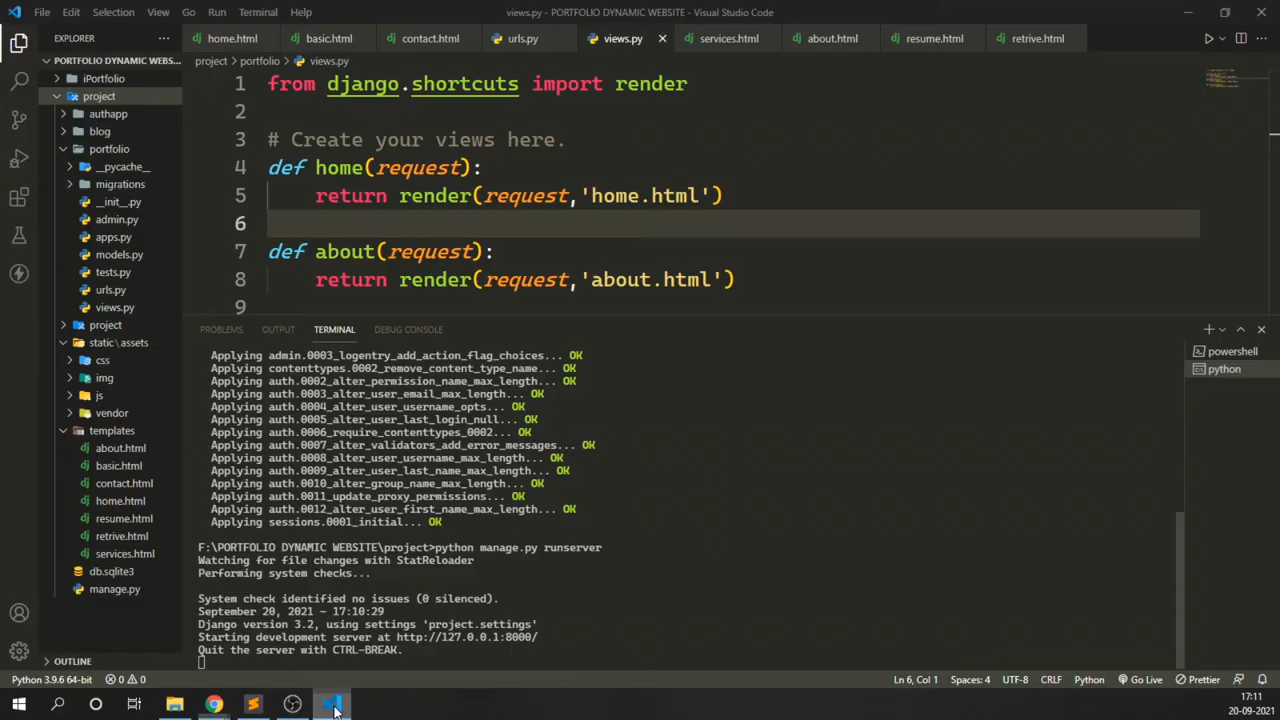 File Edit Selection View Go Run Terminal Help
views.py - PORTFOLIO DYNAMIC WEBSITE - Visual Studio Code
EXPLORER
home.html basic.html contact.html urls.py views.py services.html about.html resume.html retrive.html
PORTFOLIO DYNAMIC WEBS...
project > portfolio > views.py
iPortfolio
project
authapp
blog
portfolio
__pycache__
migrations
__init__.py
admin.py
apps.py
models.py
tests.py
urls.py
views.py
project
static\assets
css
img
js
vendor
templates
about.html
basic.html
contact.html
home.html
resume.html
retrive.html
services.html
db.sqlite3
manage.py
OUTLINE
1 from django.shortcuts import render
2
3 # Create your views here.
4 def home(request):
5 return render(request,'home.html')
6
7 def about(request):
8 return render(request,'about.html')
9
PROBLEMS OUTPUT TERMINAL DEBUG CONSOLE
powershell
python
Applying admin.0003_logentry_add_action_flag_choices... OK
Applying contenttypes.0002_remove_content_type_name... OK
Applying auth.0002_alter_permission_name_max_length... OK
Applying auth.0003_alter_user_email_max_length... OK
Applying auth.0004_alter_user_username_opts... OK
Applying auth.0005_alter_user_last_login_null... OK
Applying auth.0006_require_contenttypes_0002... OK
Applying auth.0007_alter_validators_add_error_messages... OK
Applying auth.0008_alter_user_username_max_length... OK
Applying auth.0009_alter_user_last_name_max_length... OK
Applying auth.0010_alter_group_name_max_length... OK
Applying auth.0011_update_proxy_permissions... OK
Applying auth.0012_alter_user_first_name_max_length... OK
Applying sessions.0001_initial... OK
F:\PORTFOLIO DYNAMIC WEBSITE\project>python manage.py runserver
Watching for file changes with StatReloader
Performing system checks...
System check identified no issues (0 silenced).
September 20, 2021 - 17:10:29
Django version 3.2, using settings 'project.settings'
Starting development server at http://127.0.0.1:8000/
Quit the server with CTRL-BREAK.
Python 3.9.6 64-bit 0 0 Ln 6, Col 1 Spaces: 4 UTF-8 CRLF Python Go Live Prettier
17:11
20-09-2021